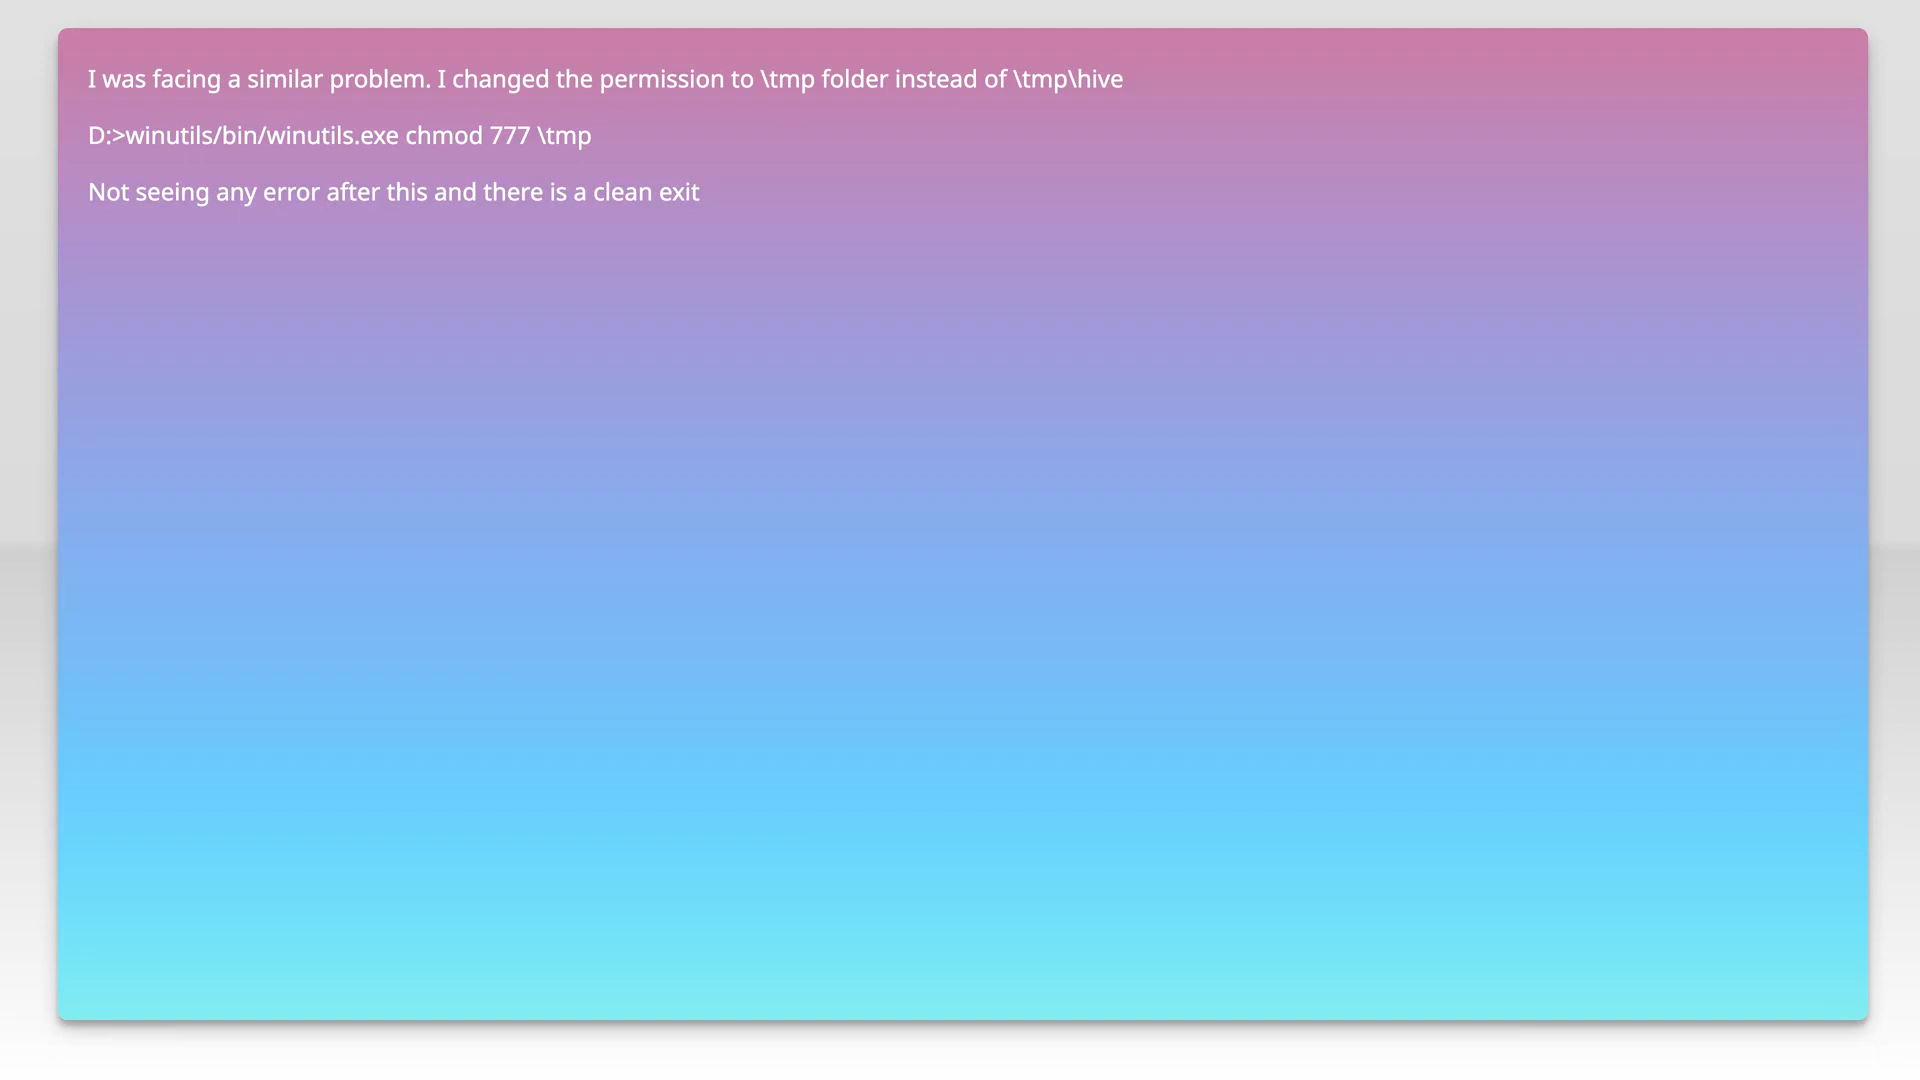 I was facing a similar problem. I changed the permission to \tmp folder instead of \tmp\hive
D:>winutils/bin/winutils.exe chmod 777 \tmp
Not seeing any error after this and there is a clean exit